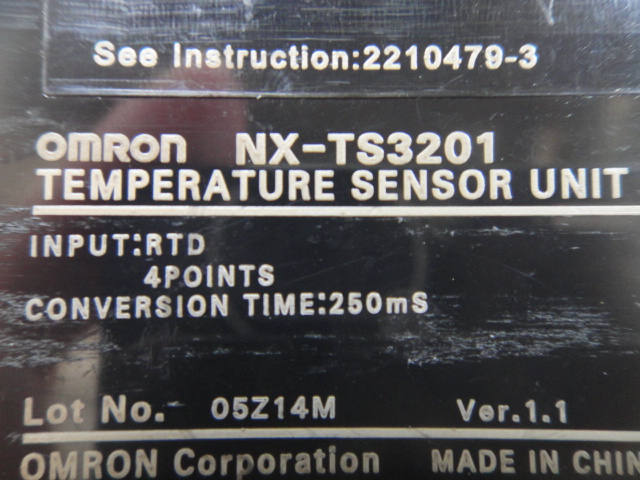 See Instruction:2210479-3
OMRON NX-TS3201
TEMPERATURE SENSOR UNIT
INPUT:RTD
4POINTS
CONVERSION TIME:250mS
Lot No. 05Z14M Ver.1.1
OMRON Corporation MADE IN CHIN